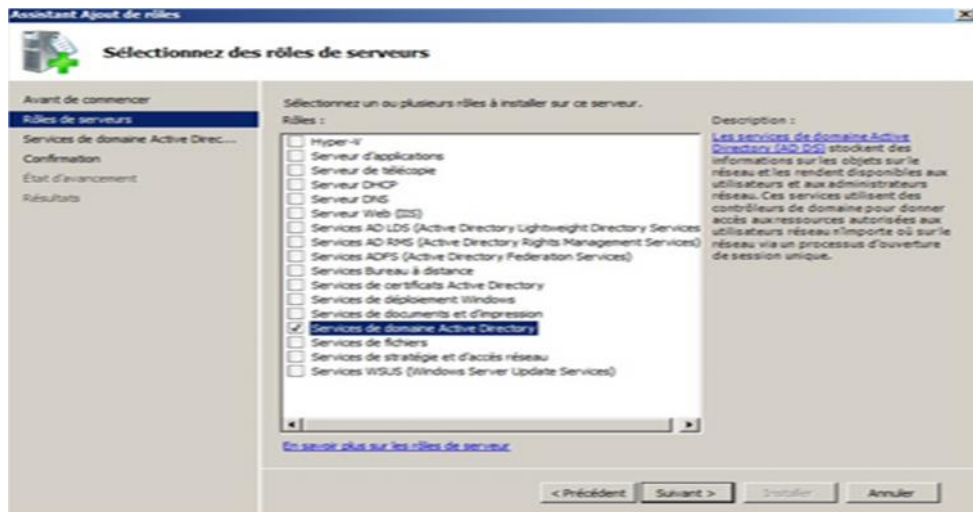 Assistant Ajout de rôles
Sélectionnez des rôles de serveurs
Avant de commencer
Rôles de serveurs
Services de domaine Active Direc...
Confirmation
État d'avancement
Résultats
Sélectionnez un ou plusieurs rôles à installer sur ce serveur.
Rôles :
Hyper-V
Serveur d'applications
Serveur de télécopie
Serveur DHCP
Serveur DNS
Serveur Web (IIS)
Services AD LDS (Active Directory Lightweight Directory Services
Services AD RMS (Active Directory Rights Management Services)
Services ADFS (Active Directory Federation Services)
Services Bureau à distance
Services de certificats Active Directory
Services de déploiement Windows
Services de documents et d'impression
Services de domaine Active Directory
Services de fichiers
Services de stratégie et d'accès réseau
Services WSUS (Windows Server Update Services)
En savoir plus sur les rôles de serveur
Description :
Les services de domaine Active
Directory (AD DS) stockent des
informations sur les objets sur le
réseau et les rendent disponibles aux
utilisateurs et aux administrateurs
réseau. Ces services utilisent des
contrôleurs de domaine pour donner
accès aux ressources autorisées aux
utilisateurs réseau n'importe où sur le
réseau via un processus d'ouverture
de session unique.
< Précédent
Suivant >
Installer
Annuler